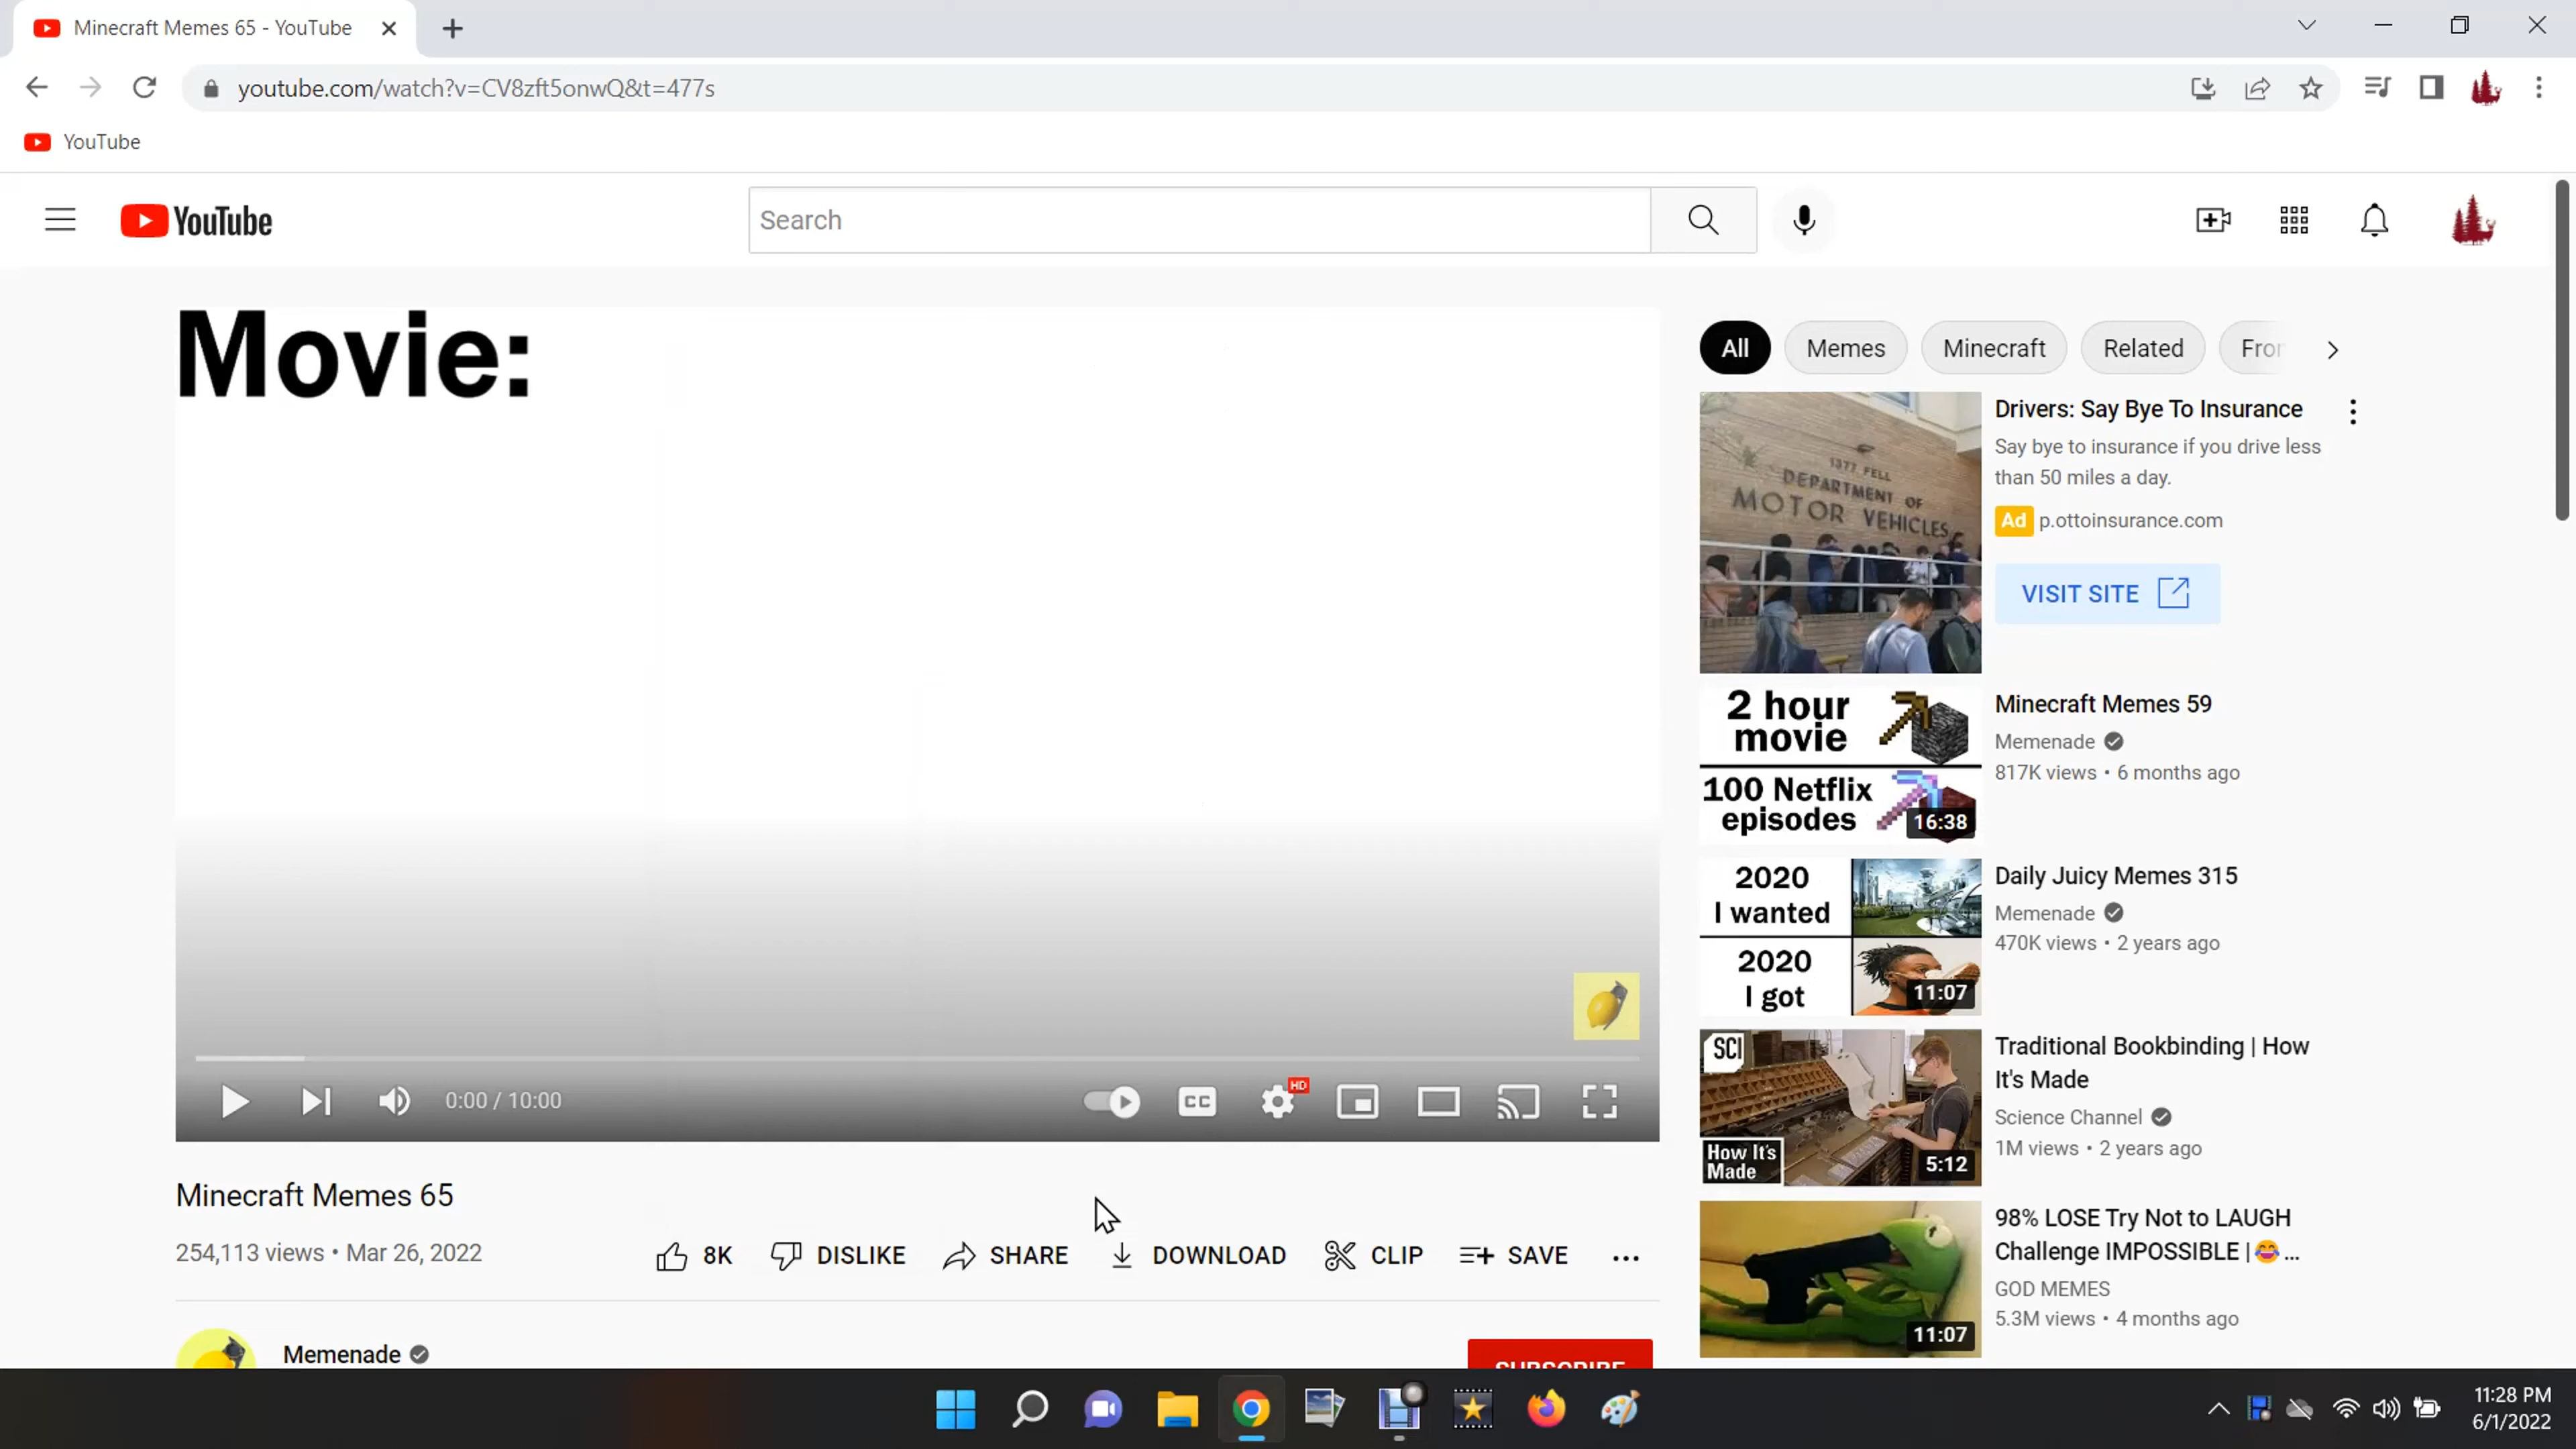 Minecraft Memes 65 - YouTube
youtube.com/watch?v=CV8zft5onwQ&t=477s
YouTube
YouTube
Search
Movie:
0:00 / 10:00
CC
HD
Minecraft Memes 65
254,113 views • Mar 26, 2022
8K
DISLIKE
SHARE
DOWNLOAD
CLIP
SAVE
Memenade
SUBSCRIBE
All
Memes
Minecraft
Related
1377 FELL
DEPARTMENT OF
MOTOR VEHICLES
Drivers: Say Bye To Insurance
Say bye to insurance if you drive less
than 50 miles a day.
Ad p.ottoinsurance.com
VISIT SITE
2 hour
movie
100 Netflix
episodes
16:38
Minecraft Memes 59
Memenade
817K views • 6 months ago
2020
I wanted
2020
I got
11:07
Daily Juicy Memes 315
Memenade
470K views • 2 years ago
SCI
How It's
Made
5:12
Traditional Bookbinding | How
It's Made
Science Channel
1M views • 2 years ago
11:07
98% LOSE Try Not to LAUGH
Challenge IMPOSSIBLE | 😂 ...
GOD MEMES
5.3M views • 4 months ago
11:28 PM
6/1/2022